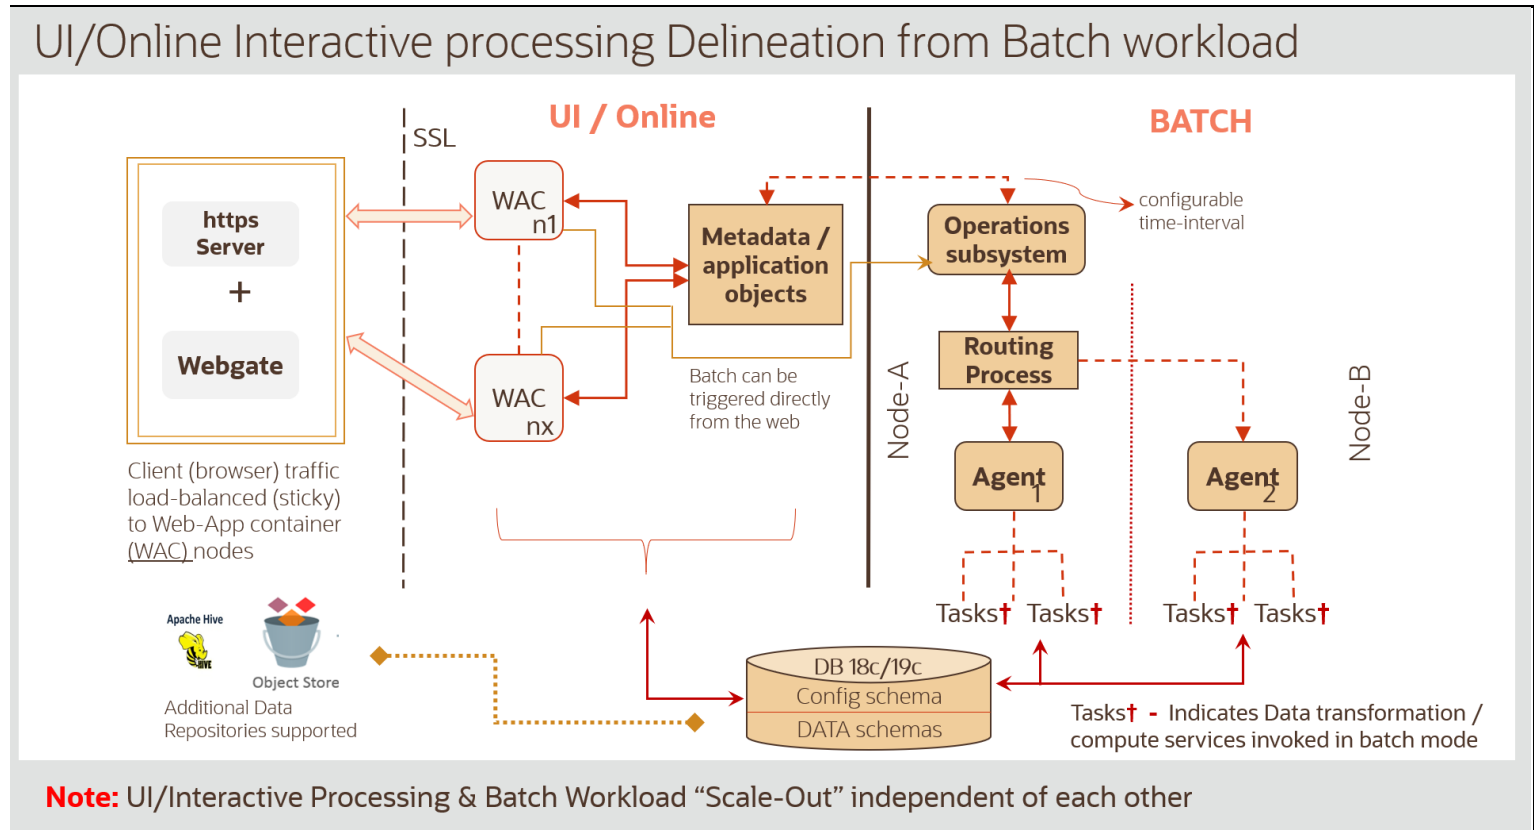 UI/Online Interactive processing Delineation from Batch workload
SSL
UI / Online
BATCH
https
Server
+
Webgate
WAC
n1
WAC
nx
Metadata /
application
objects
Operations
subsystem
configurable
time-interval
Routing
Process
Batch can be
triggered directly
from the web
Node-A
Node-B
Agent
1
Agent
2
Client (browser) traffic
load-balanced (sticky)
to Web-App container
(WAC) nodes
Tasks† Tasks†
Tasks† Tasks†
Apache Hive
HIVE
Object Store
Additional Data
Repositories supported
DB 18c/19c
Config schema
DATA schemas
Tasks† - Indicates Data transformation /
compute services invoked in batch mode
Note: UI/Interactive Processing & Batch Workload “Scale-Out” independent of each other